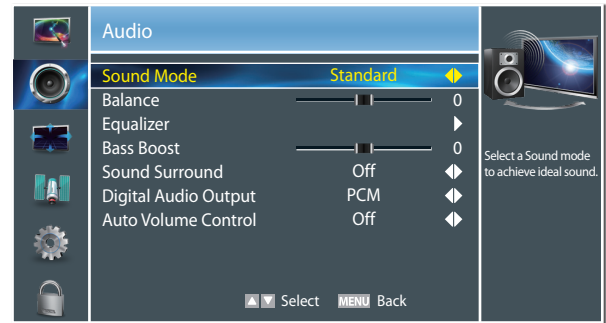 Audio
Sound Mode Standard
Balance 0
Equalizer
Bass Boost 0
Sound Surround Off
Digital Audio Output PCM
Auto Volume Control Off
Select a Sound mode
to achieve ideal sound.
Select MENU Back